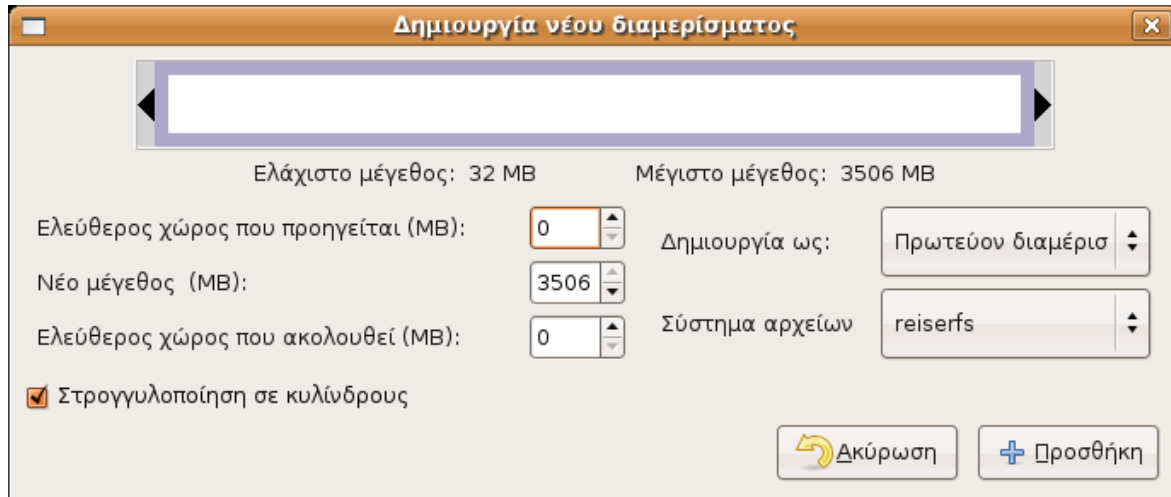 Δημιουργία νέου διαμερίσματος
Ελάχιστο μέγεθος: 32 MB
Μέγιστο μέγεθος: 3506 MB
Ελεύθερος χώρος που προηγείται (MB): 0
Δημιουργία ως: Πρωτεύον διαμέρισ
Νέο μέγεθος (MB): 3506
Ελεύθερος χώρος που ακολουθεί (MB): 0
Σύστημα αρχείων reiserfs
Στρογγυλοποίηση σε κυλίνδρους
Ακύρωση
Προσθήκη